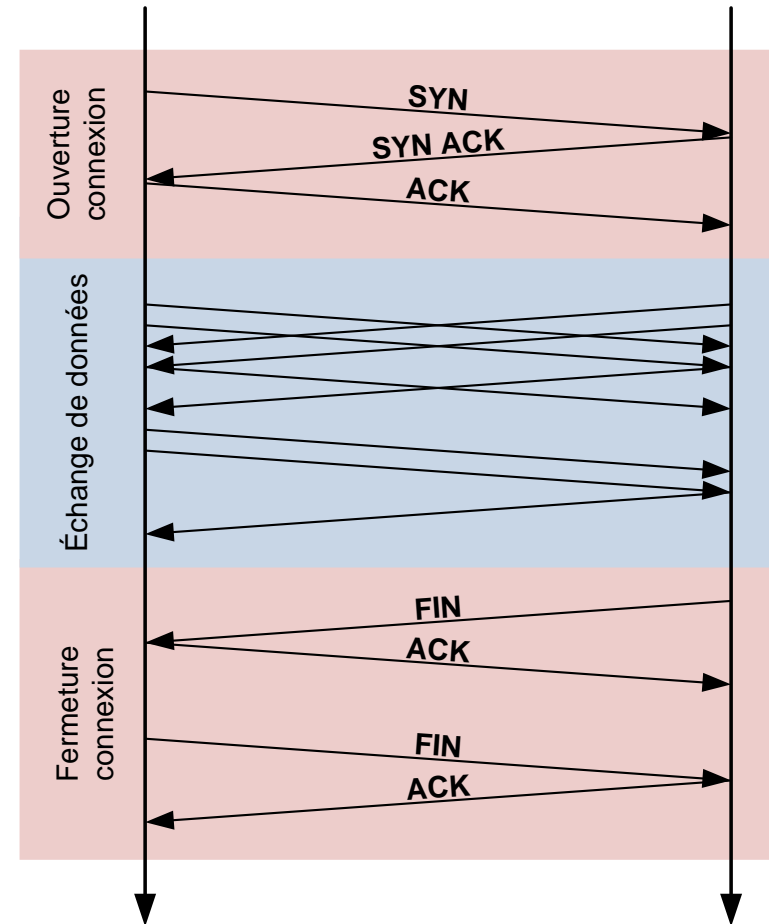 Ouverture
connexion
SYN
SYN ACK
ACK
Échange de données
Fermeture
connexion
FIN
ACK
FIN
ACK